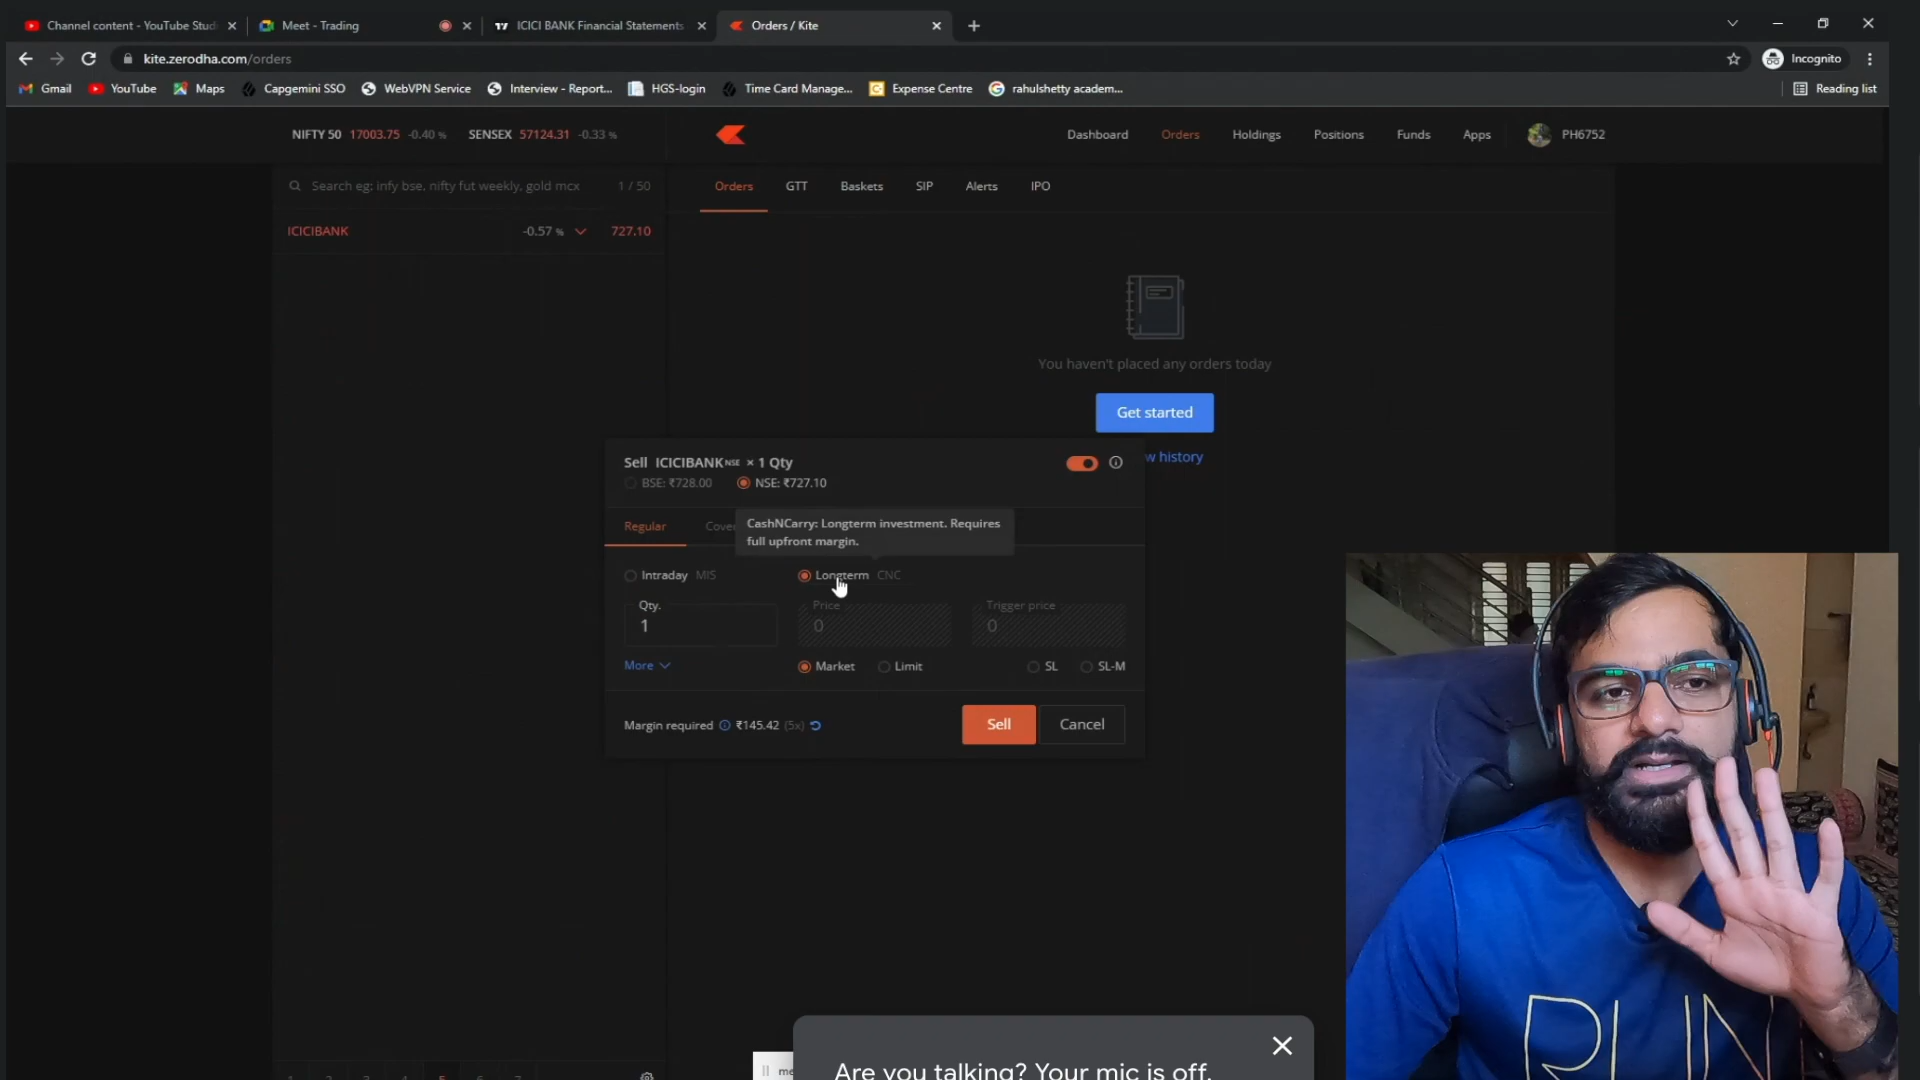 Channel content - YouTube Stud
Meet - Trading
ICICI BANK Financial Statements
Orders / Kite
kite.zerodha.com/orders
Incognito
Gmail
YouTube
Maps
Capgemini SSO
WebVPN Service
Interview - Report...
HGS-login
Time Card Manage...
Expense Centre
rahulshetty academ...
Reading list
NIFTY 50 17003.75 -0.40 %
SENSEX 57124.31 -0.33 %
Dashboard
Orders
Holdings
Positions
Funds
Apps
PH6752
Search eg: infy bse, nifty fut weekly, gold mcx
1 / 50
Orders
GTT
Baskets
SIP
Alerts
IPO
ICICIBANK
-0.57 %
727.10
You haven't placed any orders today
Get started
w history
Sell ICICIBANK NSE × 1 Qty
BSE: ₹728.00
NSE: ₹727.10
Regular
Cover
CashNCarry: Longterm investment. Requires
full upfront margin.
Intraday MIS
Longterm CNC
Qty.
1
Price
0
Trigger price
0
More
Market
Limit
SL
SL-M
Margin required ₹145.42 (5x)
Sell
Cancel
RUN
Are you talking? Your mic is off.